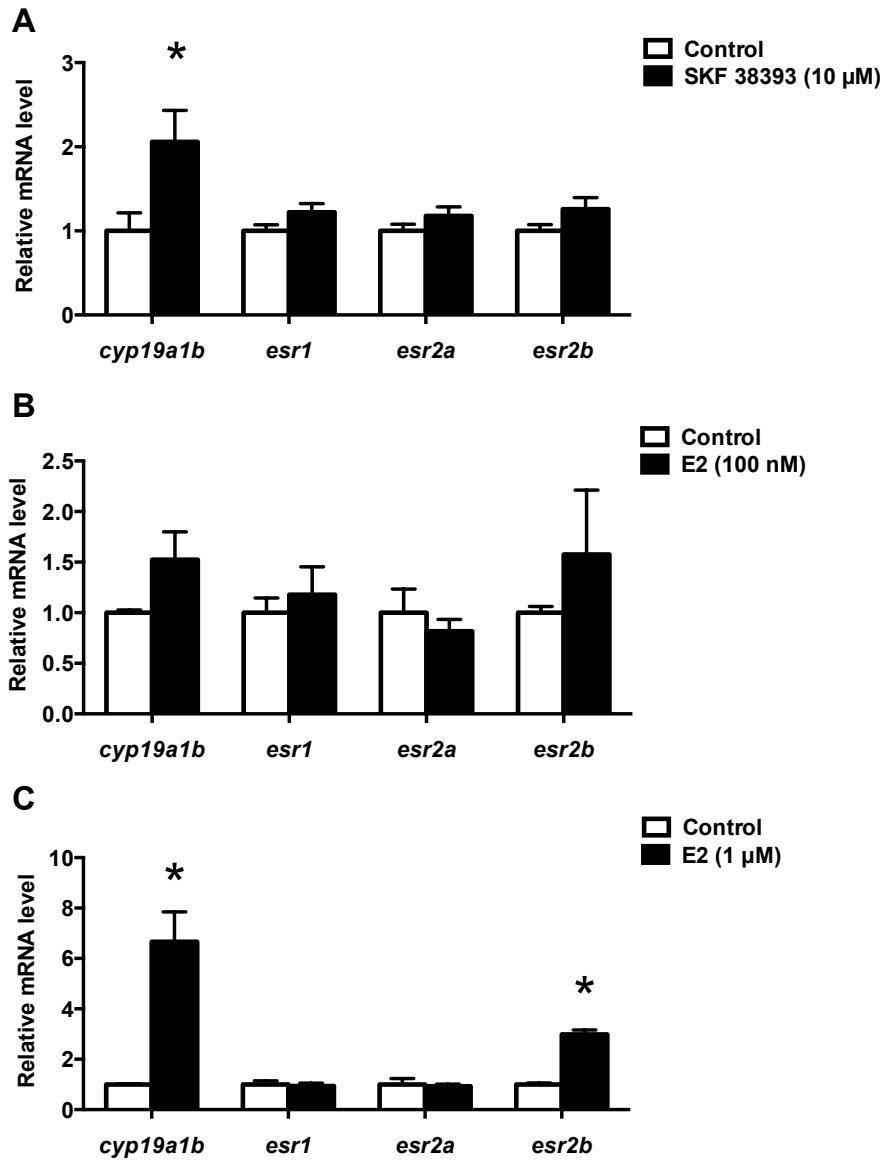 A
Control
SKF 38393 (10 µM)
*
Relative mRNA level
3
2
1
0
cyp19a1b esr1 esr2a esr2b
B
Control
E2 (100 nM)
Relative mRNA level
2.5
2.0
1.5
1.0
0.5
0.0
cyp19a1b esr1 esr2a esr2b
C
Control
E2 (1 µM)
Relative mRNA level
10
8
6
4
2
0
*
*
cyp19a1b esr1 esr2a esr2b